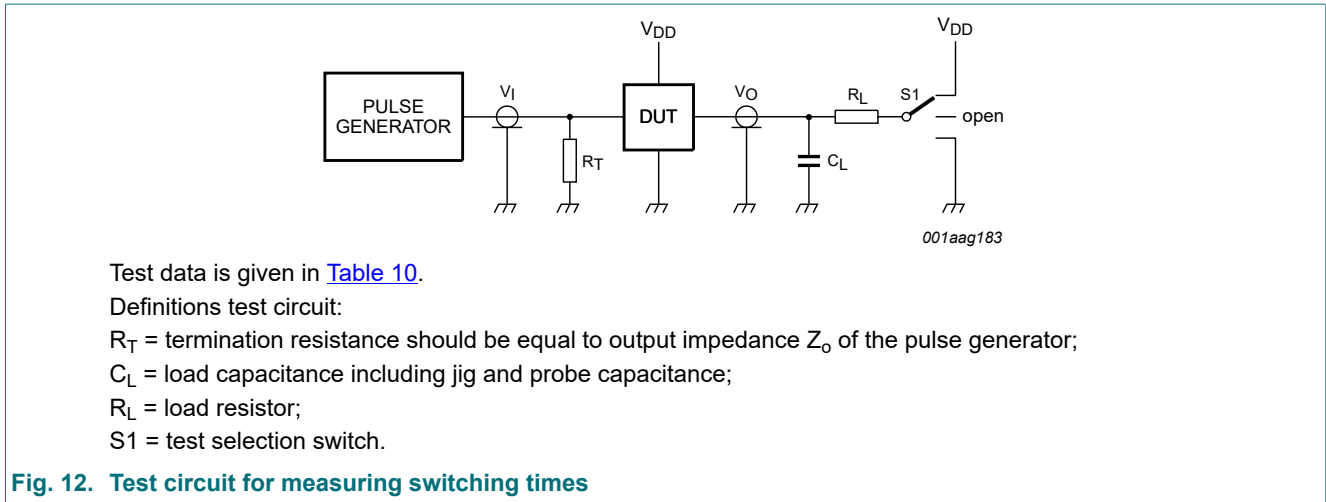 VDD
VDD
PULSE
GENERATOR
VI
RT
DUT
VO
RL
S1
open
CL
001aag183
Test data is given in Table 10.
Definitions test circuit:
RT = termination resistance should be equal to output impedance Zo of the pulse generator;
CL = load capacitance including jig and probe capacitance;
RL = load resistor;
S1 = test selection switch.
Fig. 12. Test circuit for measuring switching times